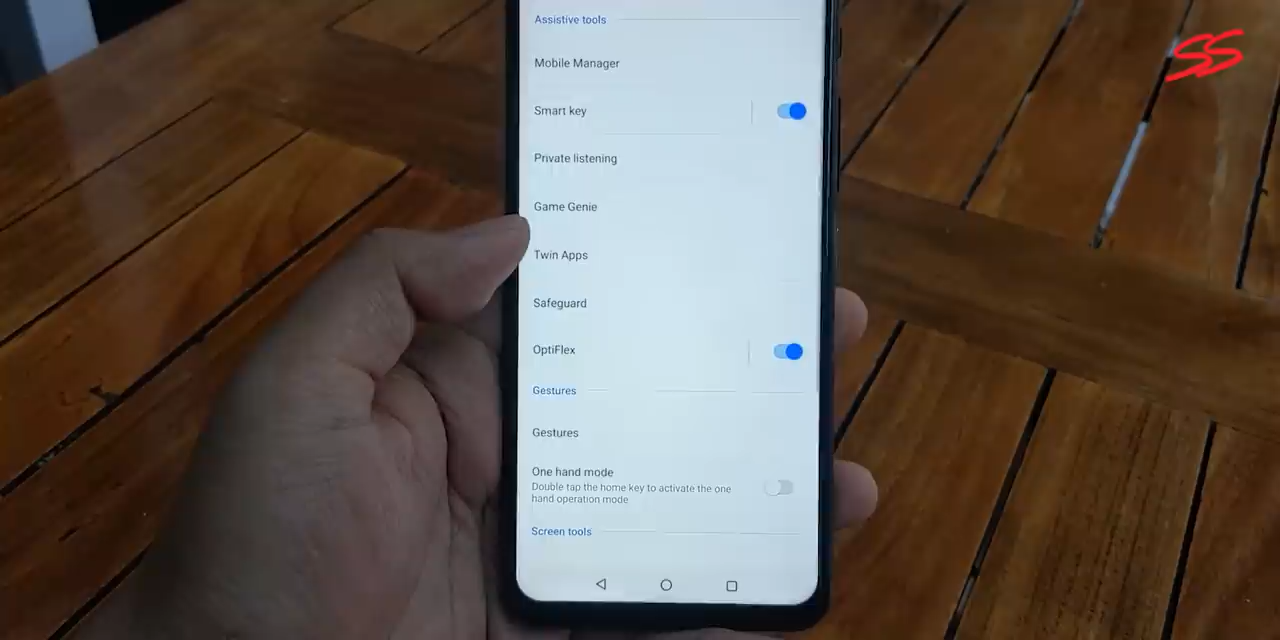 SS
Assistive tools
Mobile Manager
Smart key
Private listening
Game Genie
Twin Apps
Safeguard
OptiFlex
Gestures
Gestures
One hand mode
Double tap the home key to activate the one
hand operation mode
Screen tools